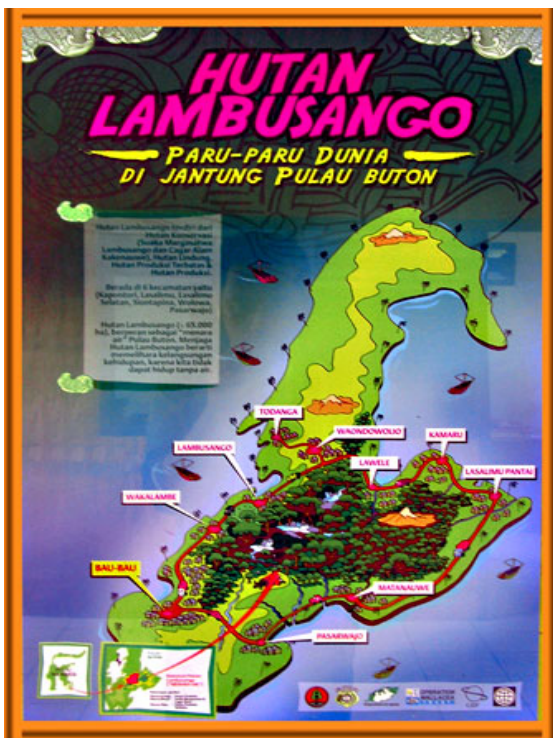 HUTAN
LAMBUSANGO
PARU-PARU DUNIA
DI JANTUNG PULAU BUTON
Hutan Lambusango terdiri dari
Hutan Konservasi
(Suaka Margasatwa
Lambusango dan Cagar Alam
Kakenauwe), Hutan Lindung,
Hutan Produksi Terbatas &
Hutan Produksi.
Berada di 6 kecamatan yaitu
(Kapontori, Lasalimu, Lasalimu
Selatan, Siontapina, Wolowa,
Pasarwajo)
Hutan Lambusango (± 65.000
ha), berperan sebagai "menara
air" Pulau Buton. Menjaga
Hutan Lambusango berarti
memelihara kelangsungan
kehidupan, karena kita tidak
dapat hidup tanpa air.
TODANGA
WAONDOWOLIO
KAMARU
LAMBUSANGO
LAWELE
LASALIMU PANTAI
WAKALAMBE
BAU-BAU
MATANAUWE
PASARWAJO
OPERATION
WALLACEA